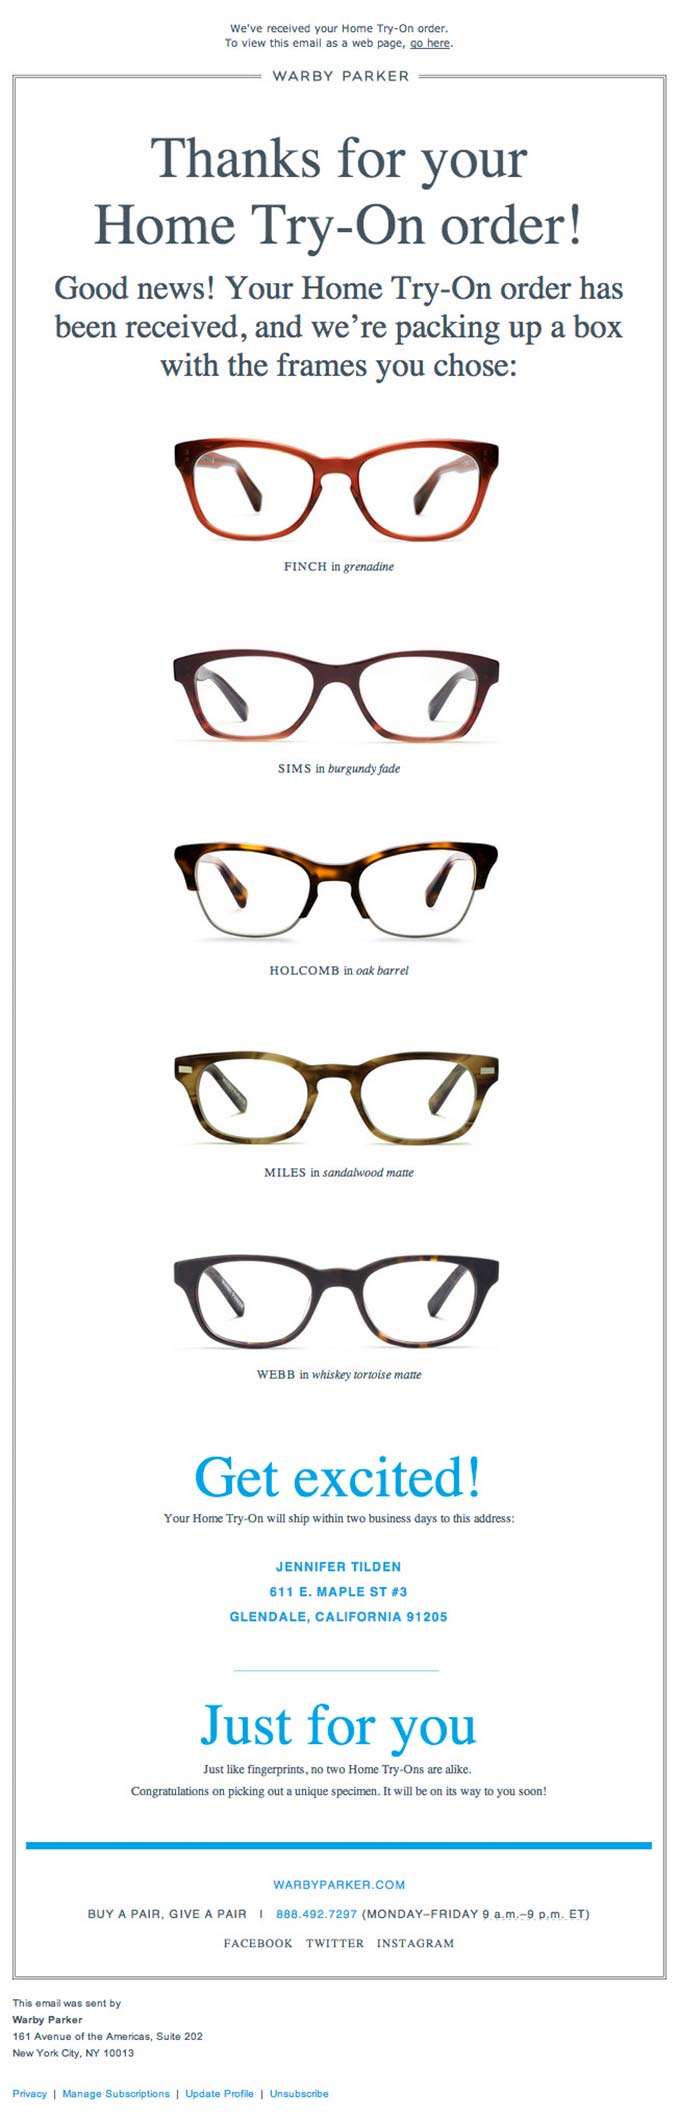 We've received your Home Try-On order.
To view this email as a web page, go here.
WARBY PARKER
Thanks for your
Home Try-On order!
Good news! Your Home Try-On order has
been received, and we’re packing up a box
with the frames you chose:
FINCH in grenadine
SIMS in burgundy fade
HOLCOMB in oak barrel
MILES in sandalwood matte
WEBB in whiskey tortoise matte
Get excited!
Your Home Try-On will ship within two business days to this address:
JENNIFER TILDEN
611 E. MAPLE ST #3
GLENDALE, CALIFORNIA 91205
Just for you
Just like fingerprints, no two Home Try-Ons are alike.
Congratulations on picking out a unique specimen. It will be on its way to you soon!
WARBYPARKER.COM
BUY A PAIR, GIVE A PAIR | 888.492.7297 (MONDAY–FRIDAY 9 a.m.–9 p.m. ET)
FACEBOOK TWITTER INSTAGRAM
This email was sent by
Warby Parker
161 Avenue of the Americas, Suite 202
New York City, NY 10013
Privacy | Manage Subscriptions | Update Profile | Unsubscribe